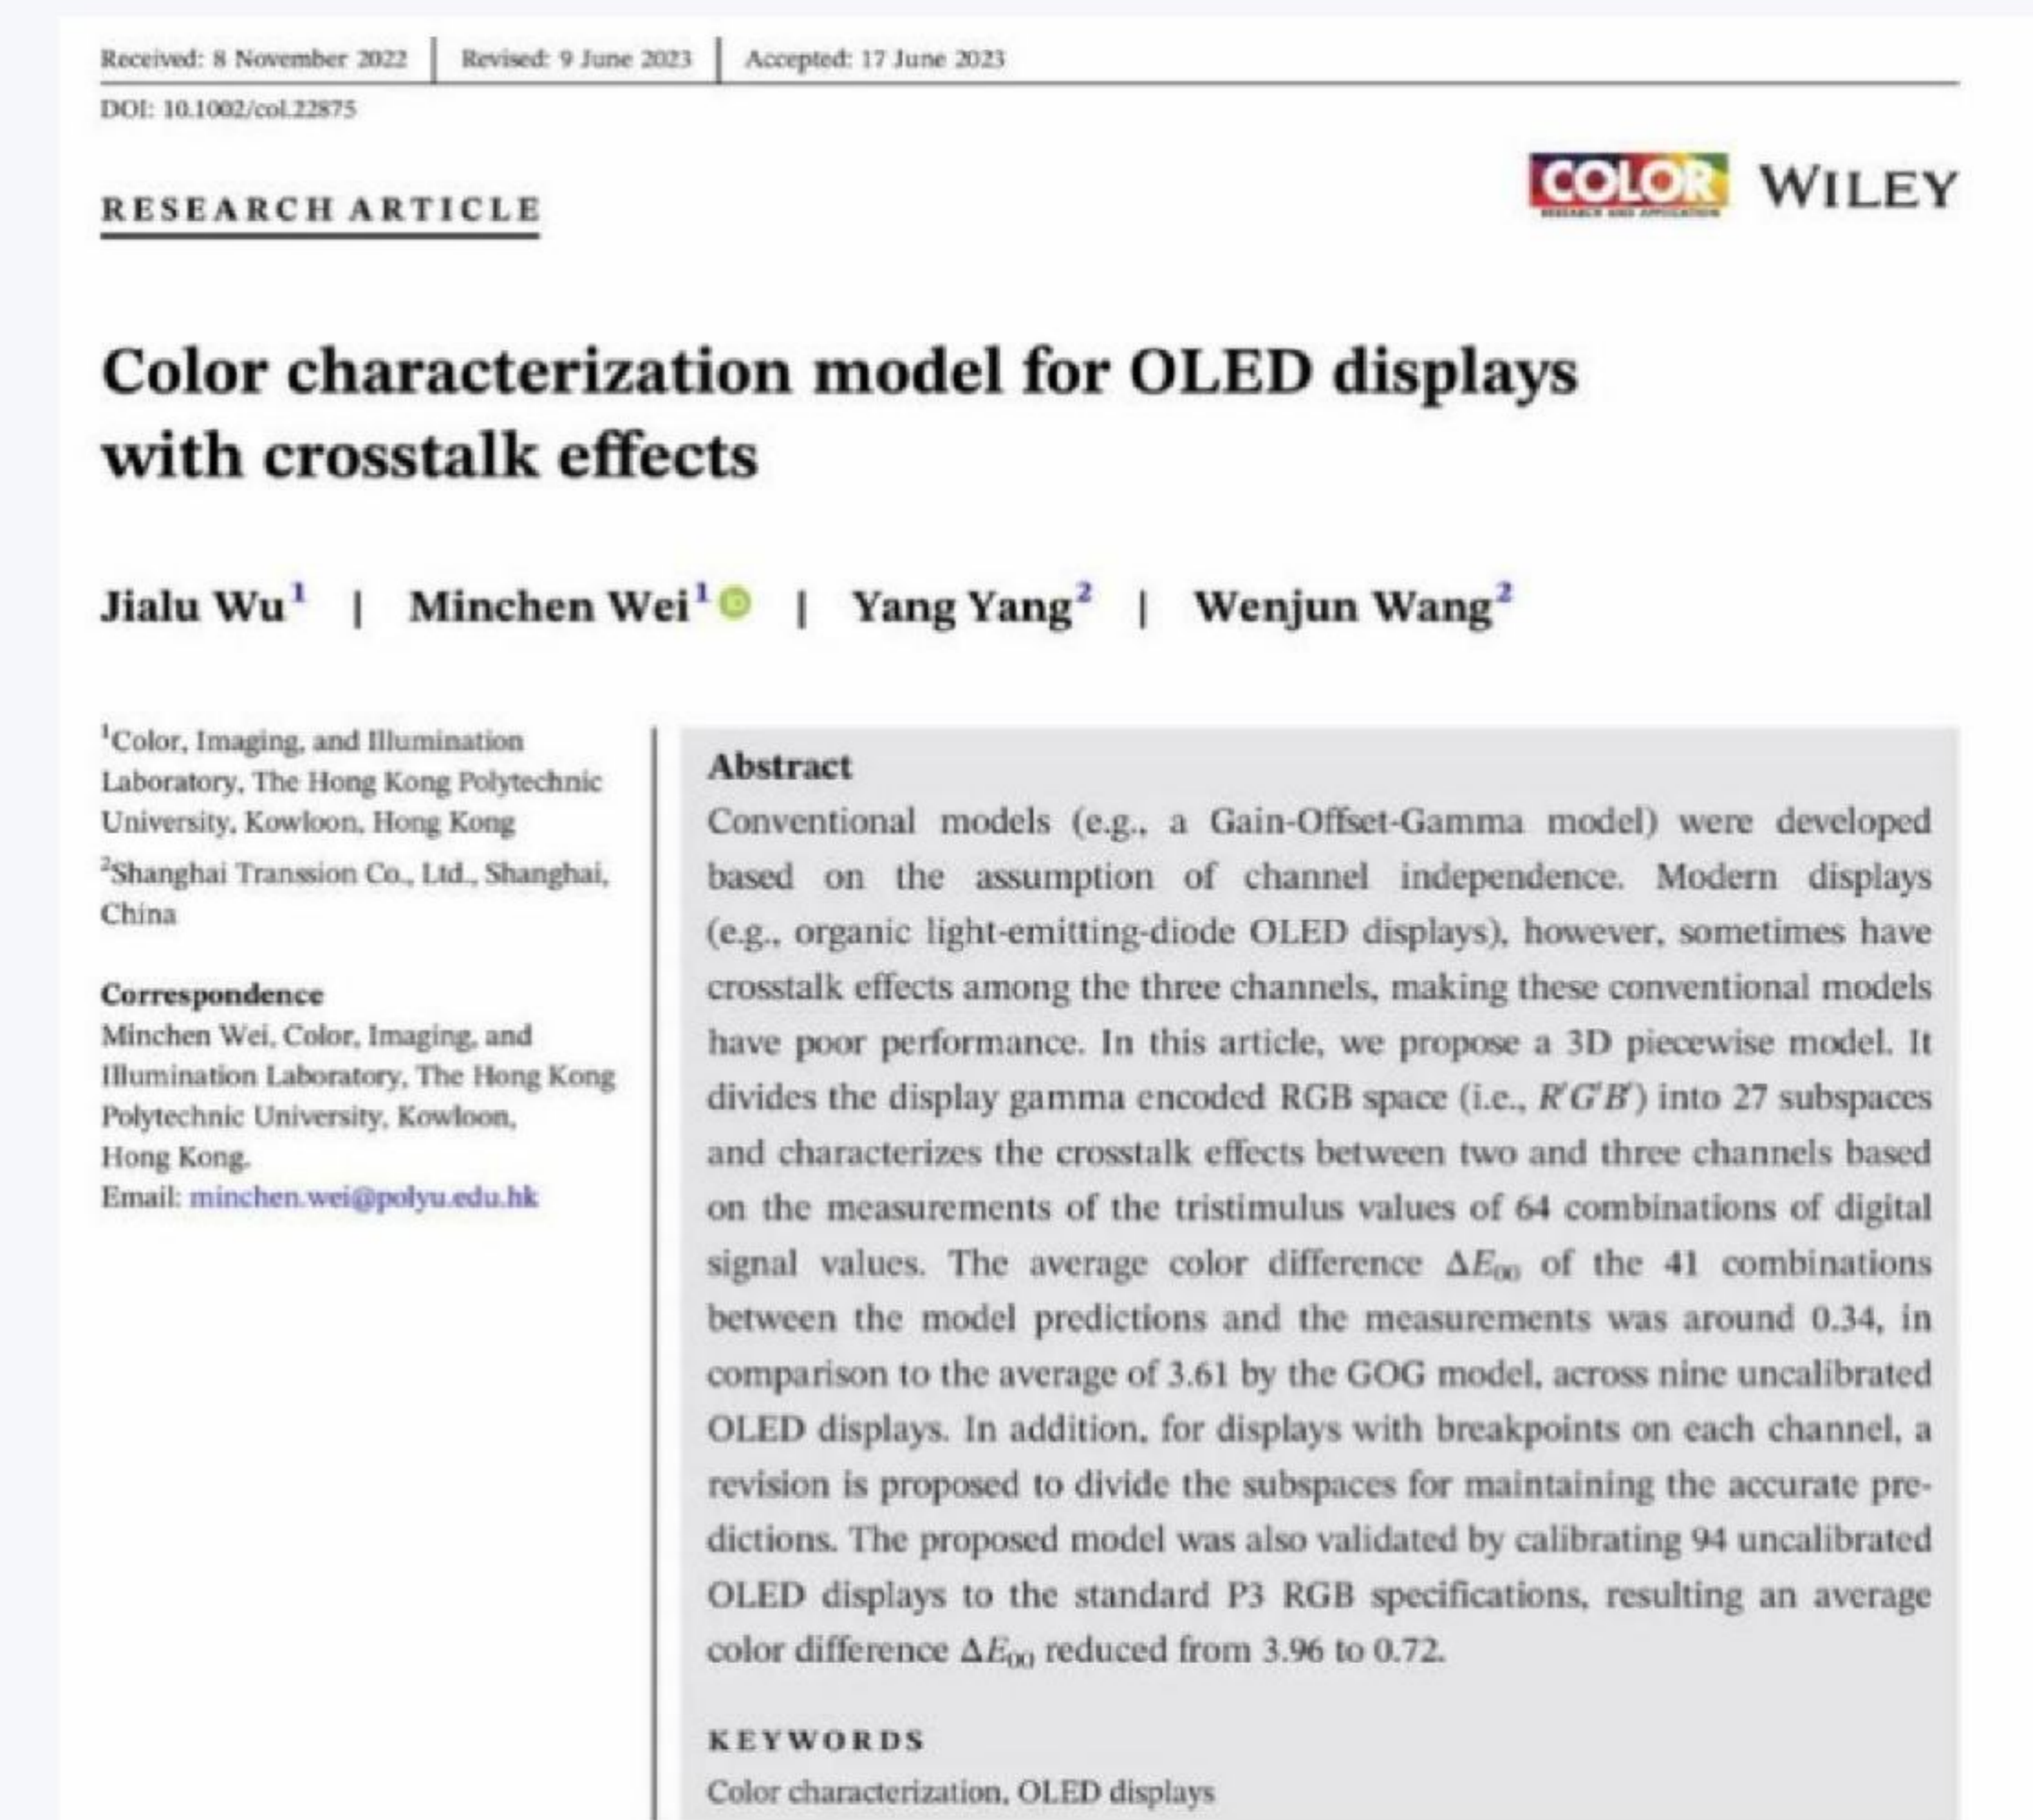 Received: 8 November 2022 | Revised: 9 June 2023 | Accepted: 17 June 2023
DOI: 10.1002/col.22875
COLOR WILEY
RESEARCH AND APPLICATION
RESEARCH ARTICLE
Color characterization model for OLED displays
with crosstalk effects
Jialu Wu¹ | Minchen Wei¹ | Yang Yang² | Wenjun Wang²
¹Color, Imaging, and Illumination
Laboratory, The Hong Kong Polytechnic
University, Kowloon, Hong Kong
²Shanghai Transsion Co., Ltd., Shanghai,
China
Correspondence
Minchen Wei, Color, Imaging, and
Illumination Laboratory, The Hong Kong
Polytechnic University, Kowloon,
Hong Kong.
Email: minchen.wei@polyu.edu.hk
Abstract
Conventional models (e.g., a Gain-Offset-Gamma model) were developed
based on the assumption of channel independence. Modern displays
(e.g., organic light-emitting-diode OLED displays), however, sometimes have
crosstalk effects among the three channels, making these conventional models
have poor performance. In this article, we propose a 3D piecewise model. It
divides the display gamma encoded RGB space (i.e., R′G′B′) into 27 subspaces
and characterizes the crosstalk effects between two and three channels based
on the measurements of the tristimulus values of 64 combinations of digital
signal values. The average color difference ΔE₀₀ of the 41 combinations
between the model predictions and the measurements was around 0.34, in
comparison to the average of 3.61 by the GOG model, across nine uncalibrated
OLED displays. In addition, for displays with breakpoints on each channel, a
revision is proposed to divide the subspaces for maintaining the accurate pre-
dictions. The proposed model was also validated by calibrating 94 uncalibrated
OLED displays to the standard P3 RGB specifications, resulting an average
color difference ΔE₀₀ reduced from 3.96 to 0.72.
KEYWORDS
Color characterization, OLED displays